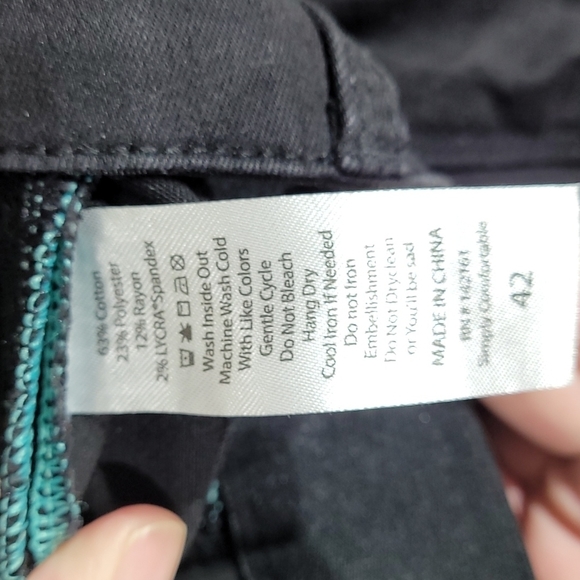 63% Cotton
23% Polyester
12% Rayon
2% LYCRA®Spandex
Wash Inside Out
Machine Wash Cold
With Like Colors
Gentle Cycle
Do Not Bleach
Hang Dry
Cool Iron If Needed
Do not Iron
Embellishment
Do Not Dryclean
or You'll be sad
MADE IN CHINA
RN # 142161
Simply Comfortable
42